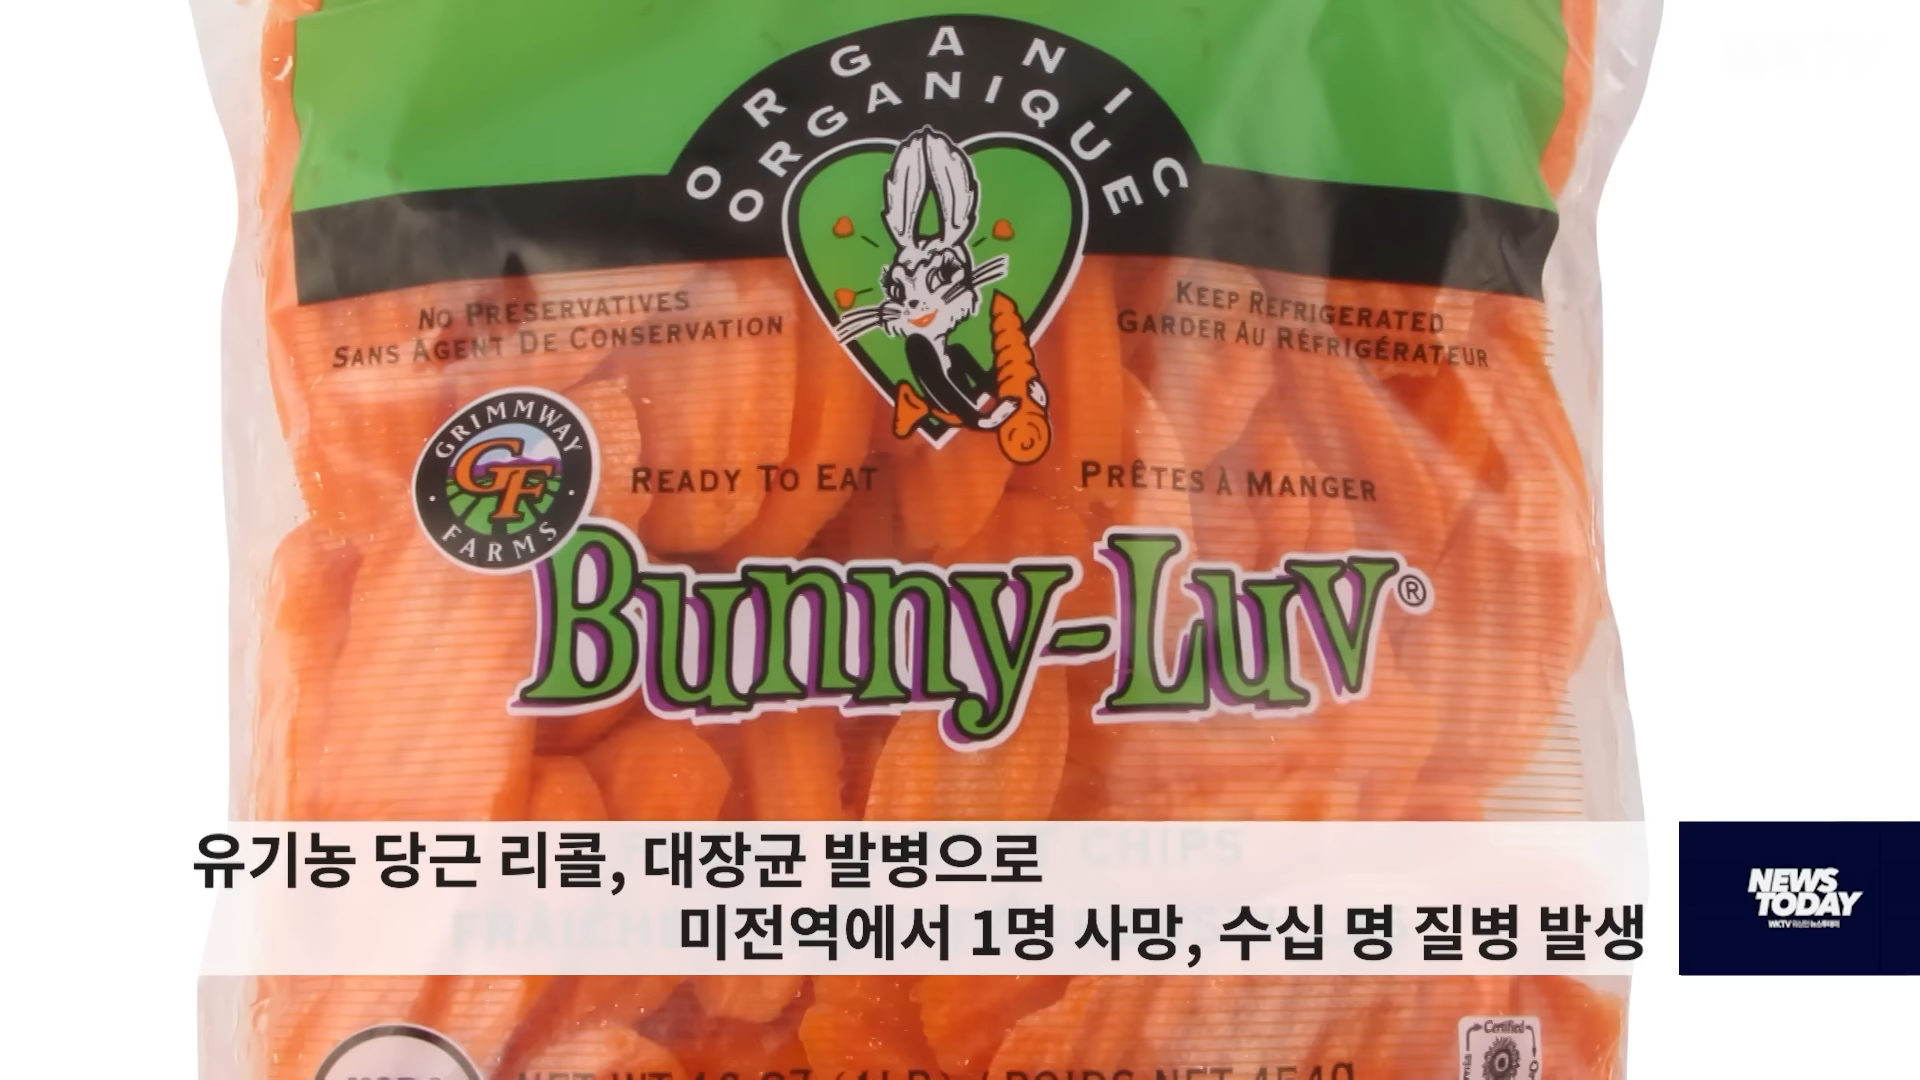 ORGANIC
ORGANIQUE
NO PRESERVATIVES
SANS AGENT DE CONSERVATION
KEEP REFRIGERATED
GARDER AU RÉFRIGÉRATEUR
GRIMMWAY
GF
FARMS
READY TO EAT
PRÊTES À MANGER
Bunny-Luv®
CHIPS
유기농 당근 리콜, 대장균 발병으로
미전역에서 1명 사망, 수십 명 질병 발생
NEWS
TODAY
Certified